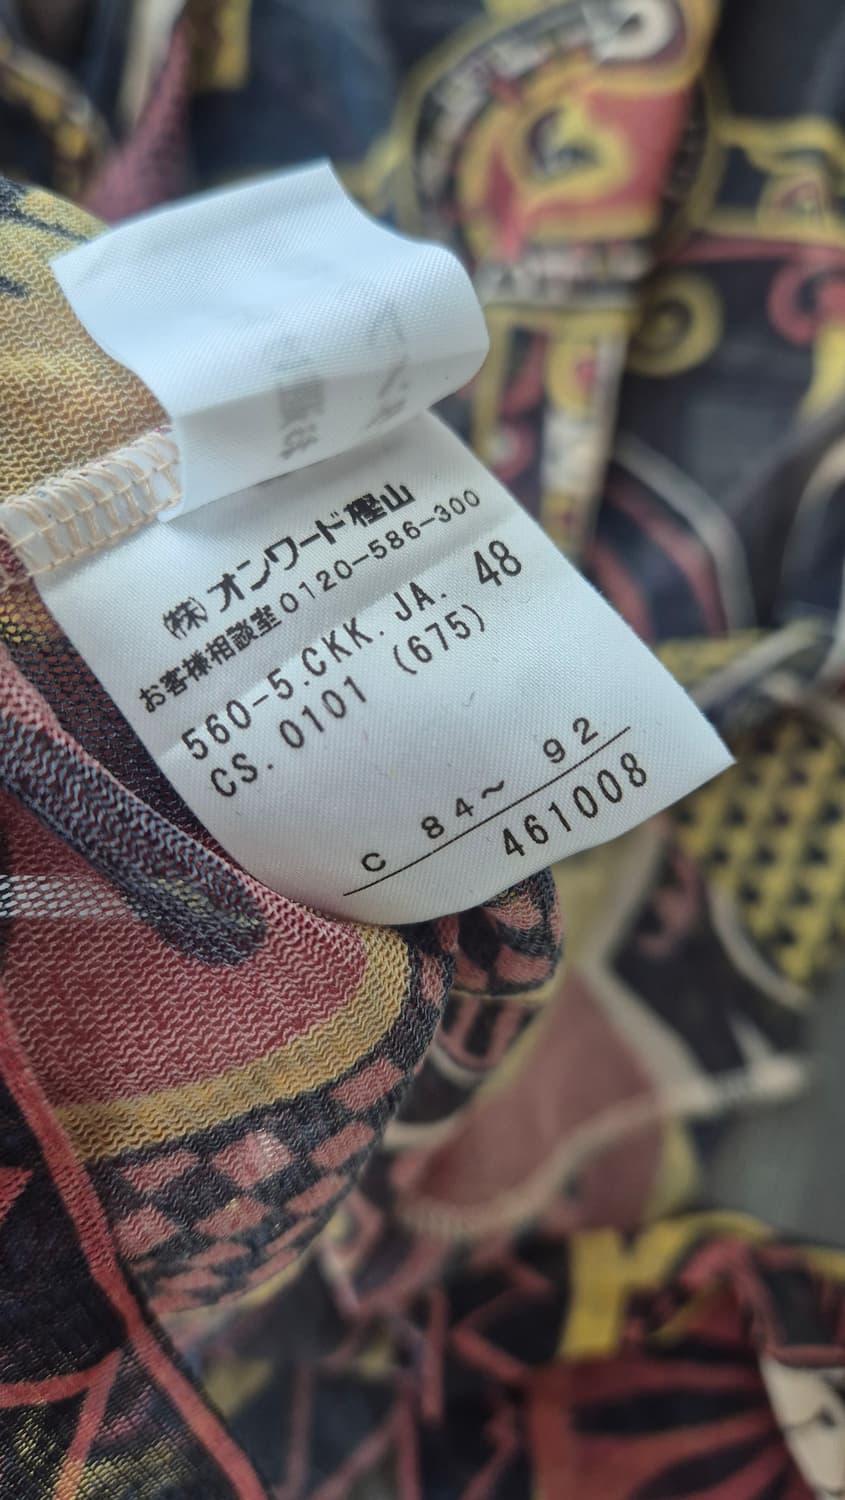 (株) オンワード樫山
お客様相談室 0120-586-300
560-5.CKK.JA. 48
CS. 0101 (675)
C 84～ 92
461008